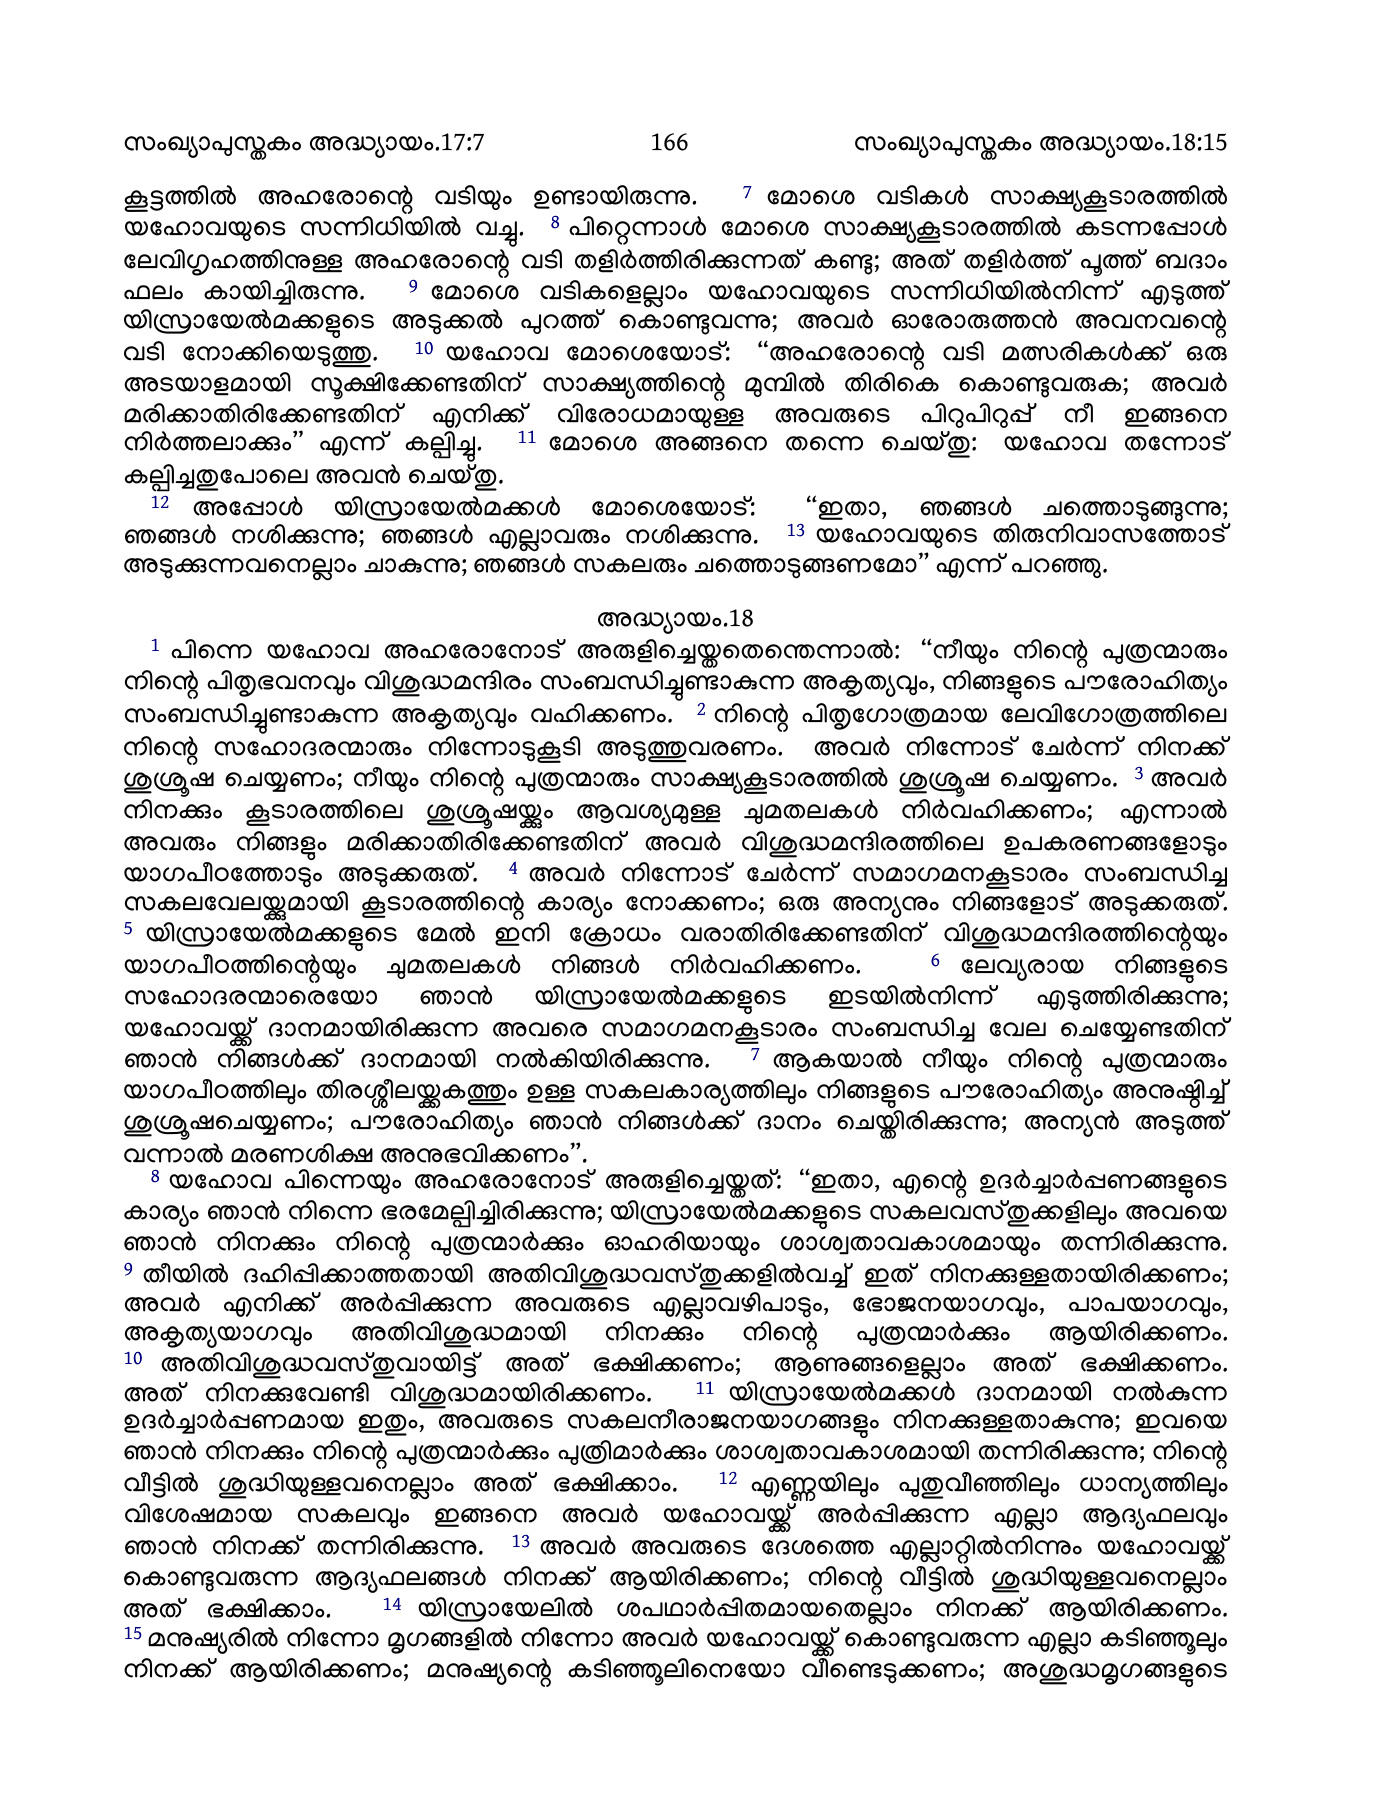 സംഖ്യാപുസ്തകം അദ്ധ്യായം.17:7 166 സംഖ്യാപുസ്തകം അദ്ധ്യായം.18:15
കൂട്ടത്തിൽ അഹരോന്റെ വടിയും ഉണ്ടായിരുന്നു. 7 മോശെ വടികൾ സാക്ഷ്യകൂടാരത്തിൽ
യഹോവയുടെ സന്നിധിയിൽ വച്ചു. 8 പിറ്റെന്നാൾ മോശെ സാക്ഷ്യകൂടാരത്തിൽ കടന്നപ്പോൾ
ലേവിഗൃഹത്തിനുള്ള അഹരോന്റെ വടി തളിർത്തിരിക്കുന്നത് കണ്ടു; അത് തളിർത്ത് പൂത്ത് ബദാം
ഫലം കായിച്ചിരുന്നു. 9 മോശെ വടികളെല്ലാം യഹോവയുടെ സന്നിധിയിൽനിന്ന് എടുത്ത്
യിസ്രായേൽമക്കളുടെ അടുക്കൽ പുറത്ത് കൊണ്ടുവന്നു; അവർ ഓരോരുത്തൻ അവനവന്റെ
വടി നോക്കിയെടുത്തു. 10 യഹോവ മോശെയോട്: “അഹരോന്റെ വടി മത്സരികൾക്ക് ഒരു
അടയാളമായി സൂക്ഷിക്കേണ്ടതിന് സാക്ഷ്യത്തിന്റെ മുമ്പിൽ തിരികെ കൊണ്ടുവരുക; അവർ
മരിക്കാതിരിക്കേണ്ടതിന് എനിക്ക് വിരോധമായുള്ള അവരുടെ പിറുപിറുപ്പ് നീ ഇങ്ങനെ
നിർത്തലാക്കും” എന്ന് കല്പിച്ചു. 11 മോശെ അങ്ങനെ തന്നെ ചെയ്തു: യഹോവ തന്നോട്
കല്പിച്ചതുപോലെ അവൻ ചെയ്തു.
12 അപ്പോൾ യിസ്രായേൽമക്കൾ മോശെയോട്: “ഇതാ, ഞങ്ങൾ ചത്തൊടുങ്ങുന്നു;
ഞങ്ങൾ നശിക്കുന്നു; ഞങ്ങൾ എല്ലാവരും നശിക്കുന്നു. 13 യഹോവയുടെ തിരുനിവാസത്തോട്
അടുക്കുന്നവനെല്ലാം ചാകുന്നു; ഞങ്ങൾ സകലരും ചത്തൊടുങ്ങണമോ” എന്ന് പറഞ്ഞു.
അദ്ധ്യായം.18
1 പിന്നെ യഹോവ അഹരോനോട് അരുളിച്ചെയ്തതെന്തെന്നാൽ: “നീയും നിന്റെ പുത്രന്മാരും
നിന്റെ പിതൃഭവനവും വിശുദ്ധമന്ദിരം സംബന്ധിച്ചുണ്ടാകുന്ന അകൃത്യവും, നിങ്ങളുടെ പൗരോഹിത്യം
സംബന്ധിച്ചുണ്ടാകുന്ന അകൃത്യവും വഹിക്കണം. 2 നിന്റെ പിതൃഗോത്രമായ ലേവിഗോത്രത്തിലെ
നിന്റെ സഹോദരന്മാരും നിന്നോടുകൂടി അടുത്തുവരണം. അവർ നിന്നോട് ചേർന്ന് നിനക്ക്
ശുശ്രൂഷ ചെയ്യണം; നീയും നിന്റെ പുത്രന്മാരും സാക്ഷ്യകൂടാരത്തിൽ ശുശ്രൂഷ ചെയ്യണം. 3 അവർ
നിനക്കും കൂടാരത്തിലെ ശുശ്രൂഷയ്ക്കും ആവശ്യമുള്ള ചുമതലകൾ നിർവഹിക്കണം; എന്നാൽ
അവരും നിങ്ങളും മരിക്കാതിരിക്കേണ്ടതിന് അവർ വിശുദ്ധമന്ദിരത്തിലെ ഉപകരണങ്ങളോടും
യാഗപീഠത്തോടും അടുക്കരുത്. 4 അവർ നിന്നോട് ചേർന്ന് സമാഗമനകൂടാരം സംബന്ധിച്ച
സകലവേലയ്ക്കുമായി കൂടാരത്തിന്റെ കാര്യം നോക്കണം; ഒരു അന്യനും നിങ്ങളോട് അടുക്കരുത്.
5 യിസ്രായേൽമക്കളുടെ മേൽ ഇനി ക്രോധം വരാതിരിക്കേണ്ടതിന് വിശുദ്ധമന്ദിരത്തിന്റെയും
യാഗപീഠത്തിന്റെയും ചുമതലകൾ നിങ്ങൾ നിർവഹിക്കണം. 6 ലേവ്യരായ നിങ്ങളുടെ
സഹോദരന്മാരെയോ ഞാൻ യിസ്രായേൽമക്കളുടെ ഇടയിൽനിന്ന് എടുത്തിരിക്കുന്നു;
യഹോവയ്ക്ക് ദാനമായിരിക്കുന്ന അവരെ സമാഗമനകൂടാരം സംബന്ധിച്ച വേല ചെയ്യേണ്ടതിന്
ഞാൻ നിങ്ങൾക്ക് ദാനമായി നൽകിയിരിക്കുന്നു. 7 ആകയാൽ നീയും നിന്റെ പുത്രന്മാരും
യാഗപീഠത്തിലും തിരശ്ശീലയ്ക്കകത്തും ഉള്ള സകലകാര്യത്തിലും നിങ്ങളുടെ പൗരോഹിത്യം അനുഷ്ഠിച്ച്
ശുശ്രൂഷചെയ്യണം; പൗരോഹിത്യം ഞാൻ നിങ്ങൾക്ക് ദാനം ചെയ്തിരിക്കുന്നു; അന്യൻ അടുത്ത്
വന്നാൽ മരണശിക്ഷ അനുഭവിക്കണം”.
8 യഹോവ പിന്നെയും അഹരോനോട് അരുളിച്ചെയ്തത്: “ഇതാ, എന്റെ ഉദർച്ചാർപ്പണങ്ങളുടെ
കാര്യം ഞാൻ നിന്നെ ഭരമേല്പിച്ചിരിക്കുന്നു; യിസ്രായേൽമക്കളുടെ സകലവസ്തുക്കളിലും അവയെ
ഞാൻ നിനക്കും നിന്റെ പുത്രന്മാർക്കും ഓഹരിയായും ശാശ്വതാവകാശമായും തന്നിരിക്കുന്നു.
9 തീയിൽ ദഹിപ്പിക്കാത്തതായി അതിവിശുദ്ധവസ്തുക്കളിൽവച്ച് ഇത് നിനക്കുള്ളതായിരിക്കണം;
അവർ എനിക്ക് അർപ്പിക്കുന്ന അവരുടെ എല്ലാവഴിപാടും, ഭോജനയാഗവും, പാപയാഗവും,
അകൃത്യയാഗവും അതിവിശുദ്ധമായി നിനക്കും നിന്റെ പുത്രന്മാർക്കും ആയിരിക്കണം.
10 അതിവിശുദ്ധവസ്തുവായിട്ട് അത് ഭക്ഷിക്കണം; ആണുങ്ങളെല്ലാം അത് ഭക്ഷിക്കണം.
അത് നിനക്കുവേണ്ടി വിശുദ്ധമായിരിക്കണം. 11 യിസ്രായേൽമക്കൾ ദാനമായി നൽകുന്ന
ഉദർച്ചാർപ്പണമായ ഇതും, അവരുടെ സകലനീരാജനയാഗങ്ങളും നിനക്കുള്ളതാകുന്നു; ഇവയെ
ഞാൻ നിനക്കും നിന്റെ പുത്രന്മാർക്കും പുത്രിമാർക്കും ശാശ്വതാവകാശമായി തന്നിരിക്കുന്നു; നിന്റെ
വീട്ടിൽ ശുദ്ധിയുള്ളവനെല്ലാം അത് ഭക്ഷിക്കാം. 12 എണ്ണയിലും പുതുവീഞ്ഞിലും ധാന്യത്തിലും
വിശേഷമായ സകലവും ഇങ്ങനെ അവർ യഹോവയ്ക്ക് അർപ്പിക്കുന്ന എല്ലാ ആദ്യഫലവും
ഞാൻ നിനക്ക് തന്നിരിക്കുന്നു. 13 അവർ അവരുടെ ദേശത്തെ എല്ലാറ്റിൽനിന്നും യഹോവയ്ക്ക്
കൊണ്ടുവരുന്ന ആദ്യഫലങ്ങൾ നിനക്ക് ആയിരിക്കണം; നിന്റെ വീട്ടിൽ ശുദ്ധിയുള്ളവനെല്ലാം
അത് ഭക്ഷിക്കാം. 14 യിസ്രായേലിൽ ശപഥാർപ്പിതമായതെല്ലാം നിനക്ക് ആയിരിക്കണം.
15 മനുഷ്യരിൽ നിന്നോ മൃഗങ്ങളിൽ നിന്നോ അവർ യഹോവയ്ക്ക് കൊണ്ടുവരുന്ന എല്ലാ കടിഞ്ഞൂലും
നിനക്ക് ആയിരിക്കണം; മനുഷ്യന്റെ കടിഞ്ഞൂലിനെയോ വീണ്ടെടുക്കണം; അശുദ്ധമൃഗങ്ങളുടെ